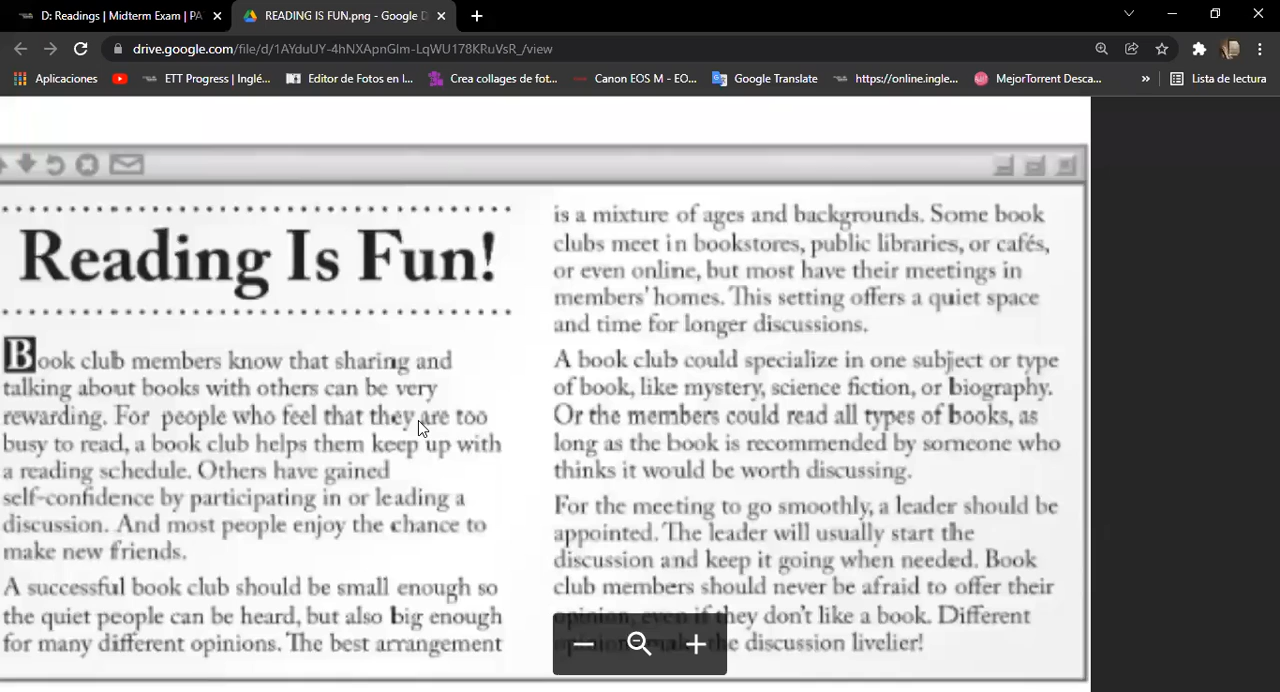 D: Readings | Midterm Exam | PA
READING IS FUN.png - Google D
drive.google.com/file/d/1AYduUY-4hNXApnGlm-LqWU178KRuVsR_/view
Aplicaciones
ETT Progress | Inglé...
Editor de Fotos en l...
Crea collages de fot...
Canon EOS M - EO...
Google Translate
https://online.ingle...
MejorTorrent Desca...
»
Lista de lectura
Reading Is Fun!
Book club members know that sharing and
talking about books with others can be very
rewarding. For people who feel that they are too
busy to read, a book club helps them keep up with
a reading schedule. Others have gained
self-confidence by participating in or leading a
discussion. And most people enjoy the chance to
make new friends.
A successful book club should be small enough so
the quiet people can be heard, but also big enough
for many different opinions. The best arrangement
is a mixture of ages and backgrounds. Some book
clubs meet in bookstores, public libraries, or cafés,
or even online, but most have their meetings in
members' homes. This setting offers a quiet space
and time for longer discussions.
A book club could specialize in one subject or type
of book, like mystery, science fiction, or biography.
Or the members could read all types of books, as
long as the book is recommended by someone who
thinks it would be worth discussing.
For the meeting to go smoothly, a leader should be
appointed. The leader will usually start the
discussion and keep it going when needed. Book
club members should never be afraid to offer their
opinion, even if they don't like a book. Different
opinions make the discussion livelier!